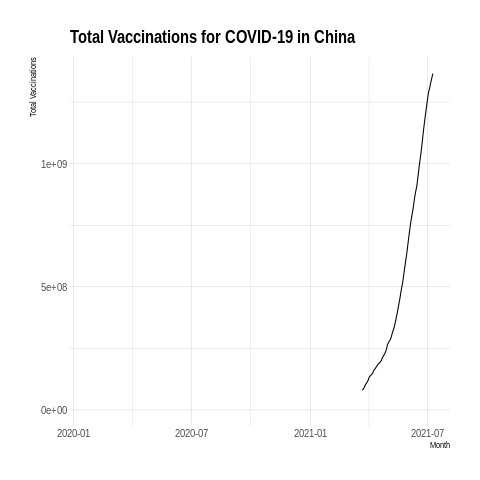 Total Vaccinations for COVID-19 in China
Total Vaccinations
1e+09
5e+08
0e+00
2020-01 2020-07 2021-01 2021-07
Month